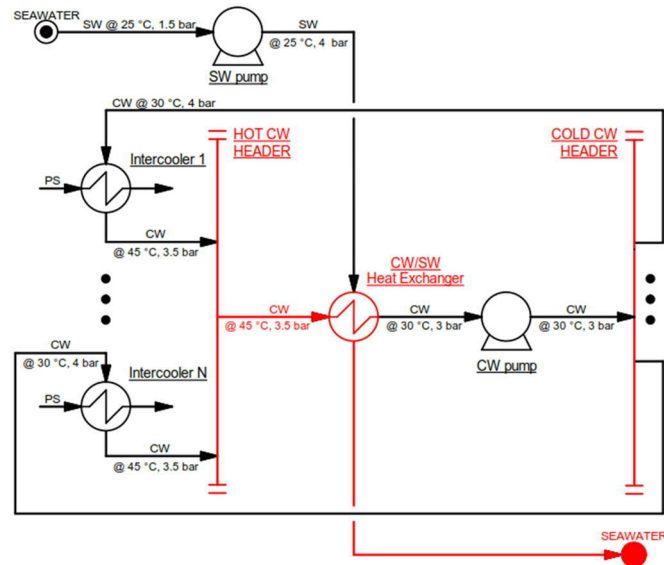 SEAWATER
SW @ 25 °C, 1.5 bar
SW
@ 25 °C, 4 bar
SW pump
CW @ 30 °C, 4 bar
HOT CW
HEADER
COLD CW
HEADER
Intercooler 1
PS
CW
@ 45 °C, 3.5 bar
CW/SW
Heat Exchanger
CW
@ 45 °C, 3.5 bar
CW
@ 30 °C, 3 bar
CW
@ 30 °C, 3 bar
CW pump
CW
@ 30 °C, 4 bar
Intercooler N
PS
CW
@ 45 °C, 3.5 bar
SEAWATER